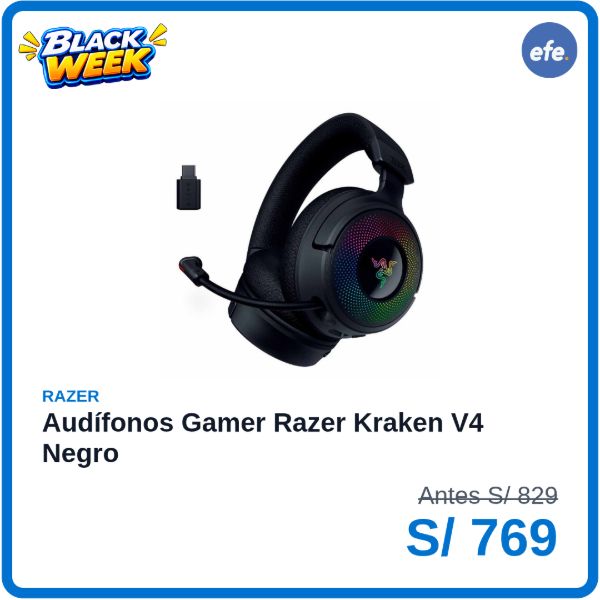 BLACK
WEEK
efe.
RAZER
Audífonos Gamer Razer Kraken V4
Negro
Antes S/ 829
S/ 769